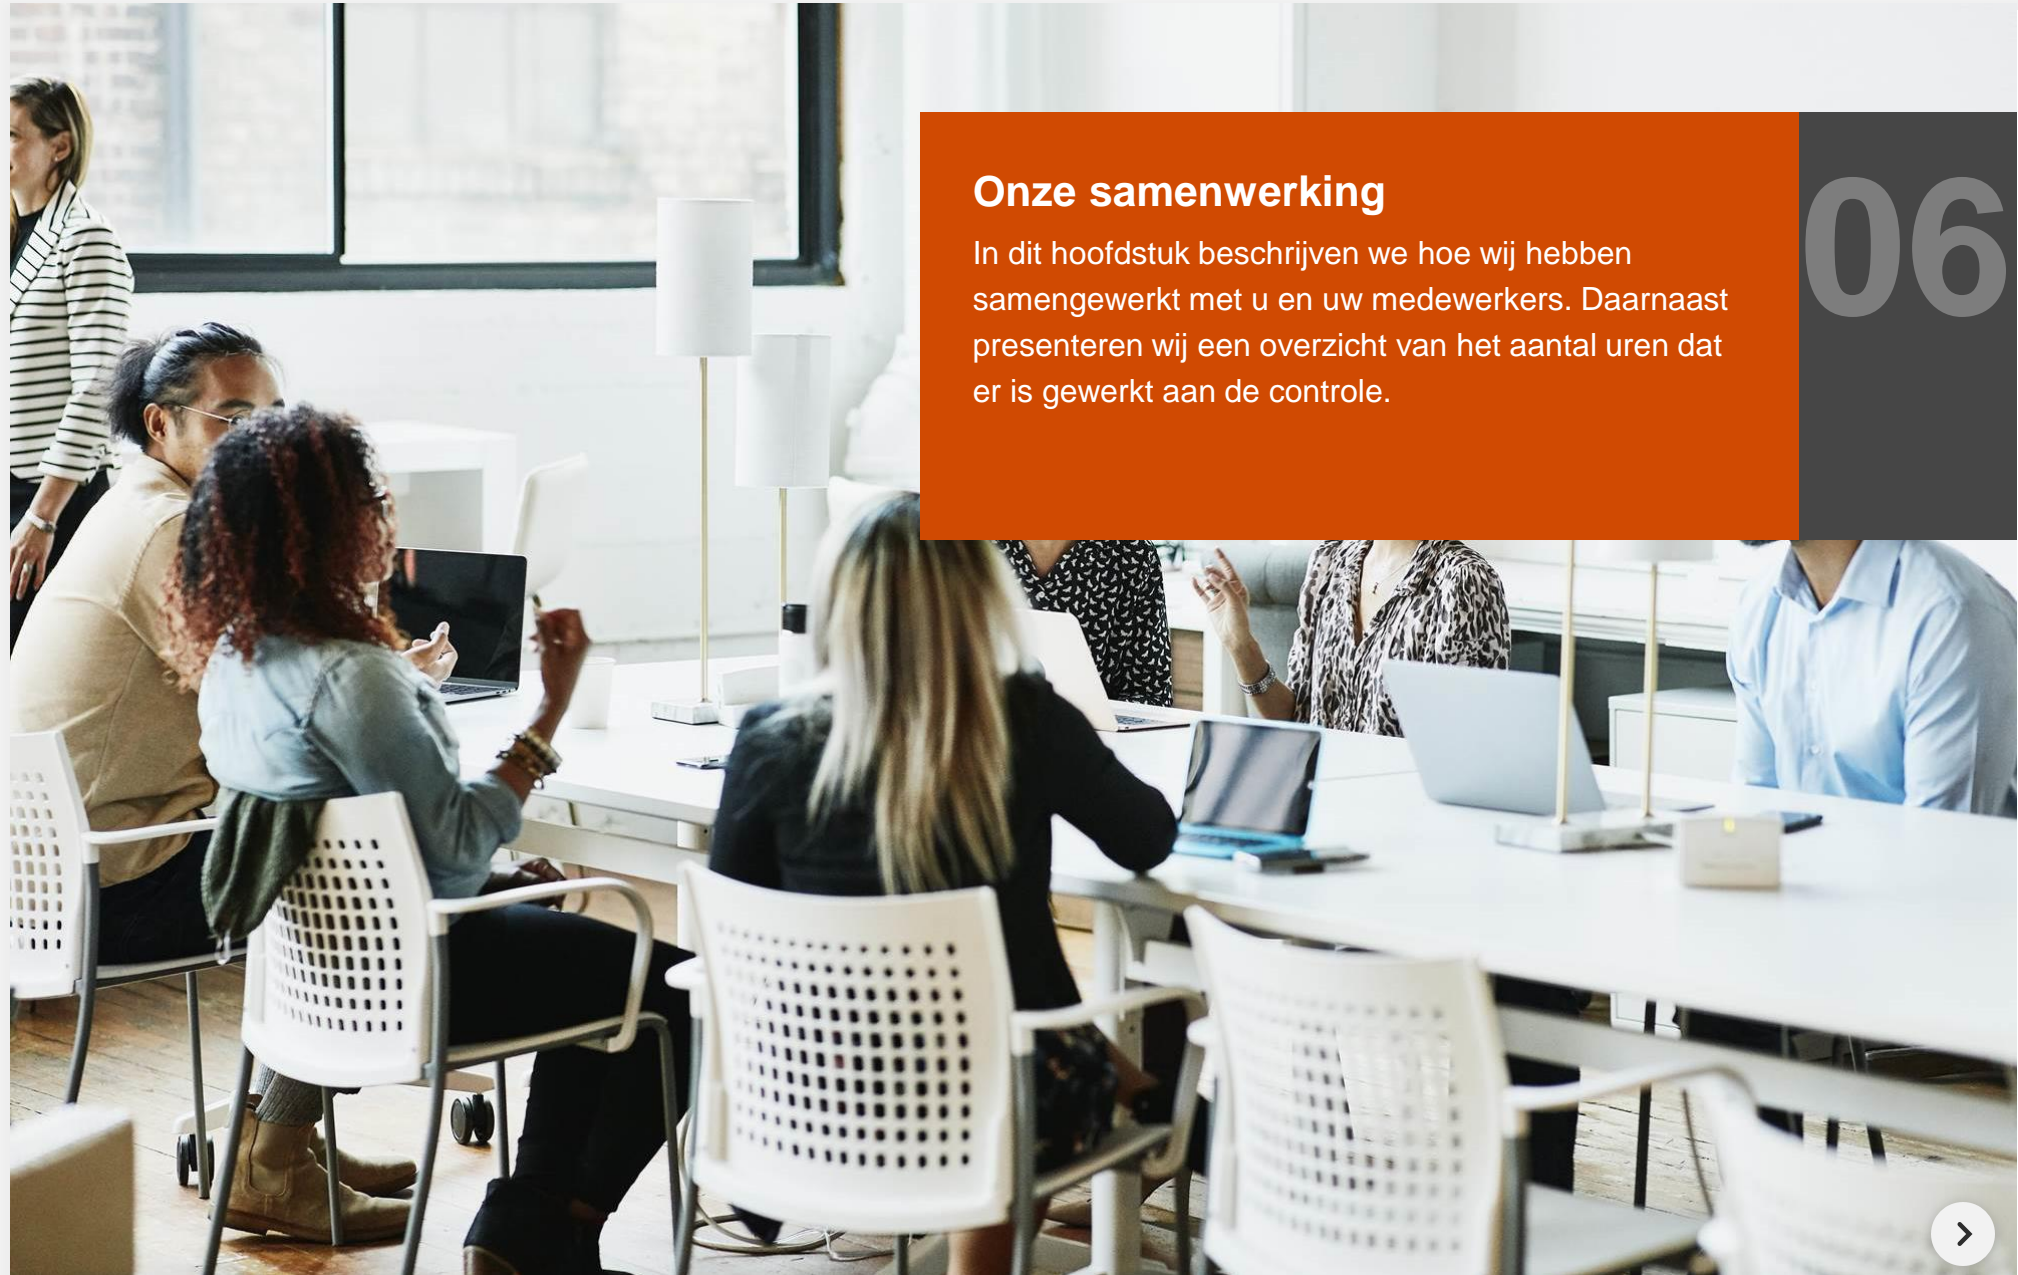 Onze samenwerking
In dit hoofdstuk beschrijven we hoe wij hebben
samengewerkt met u en uw medewerkers. Daarnaast
presenteren wij een overzicht van het aantal uren dat
er is gewerkt aan de controle.
06